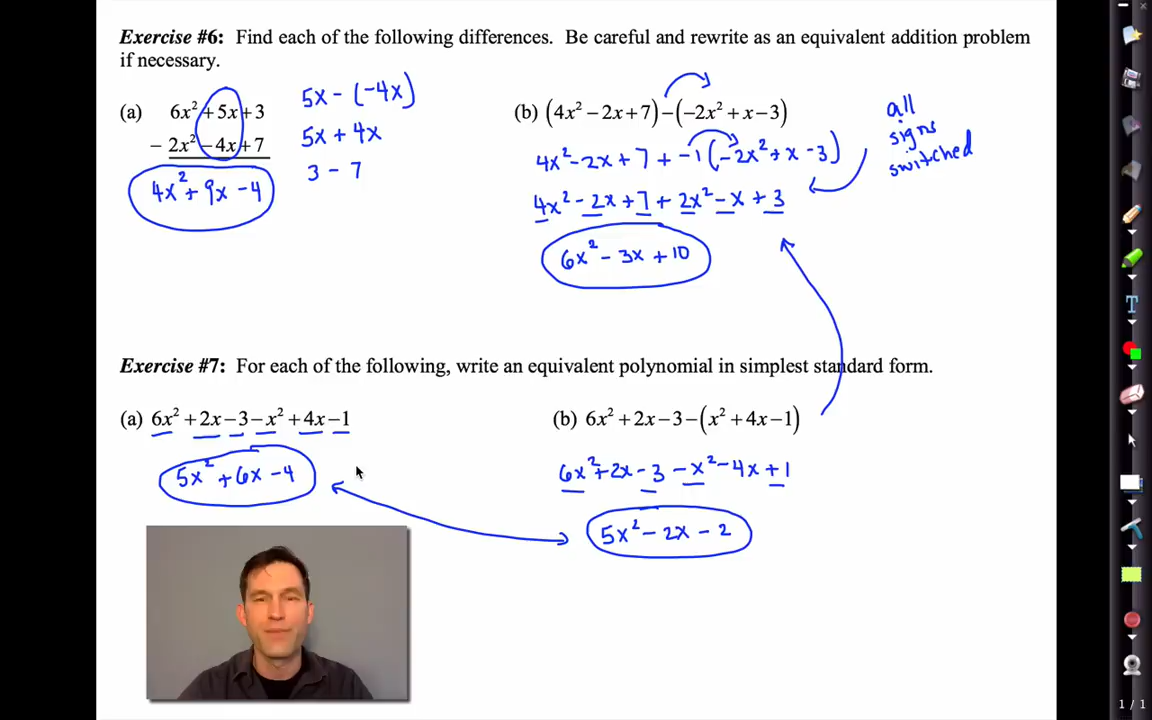 Exercise #6: Find each of the following differences. Be careful and rewrite as an equivalent addition problem
if necessary.
(a) 6x² + 5x + 3
− 2x² − 4x + 7
4x² + 9x − 4
5x − (−4x)
5x + 4x
3 − 7
(b) (4x² − 2x + 7) − (−2x² + x − 3)
4x² − 2x + 7 + −1(−2x² + x − 3)
4x² − 2x + 7 + 2x² − x + 3
6x² − 3x + 10
all
signs
switched
Exercise #7: For each of the following, write an equivalent polynomial in simplest standard form.
(a) 6x² + 2x − 3 − x² + 4x − 1
5x² + 6x − 4
(b) 6x² + 2x − 3 − (x² + 4x − 1)
6x² + 2x − 3 − x² − 4x + 1
5x² − 2x − 2
T
1 / 1